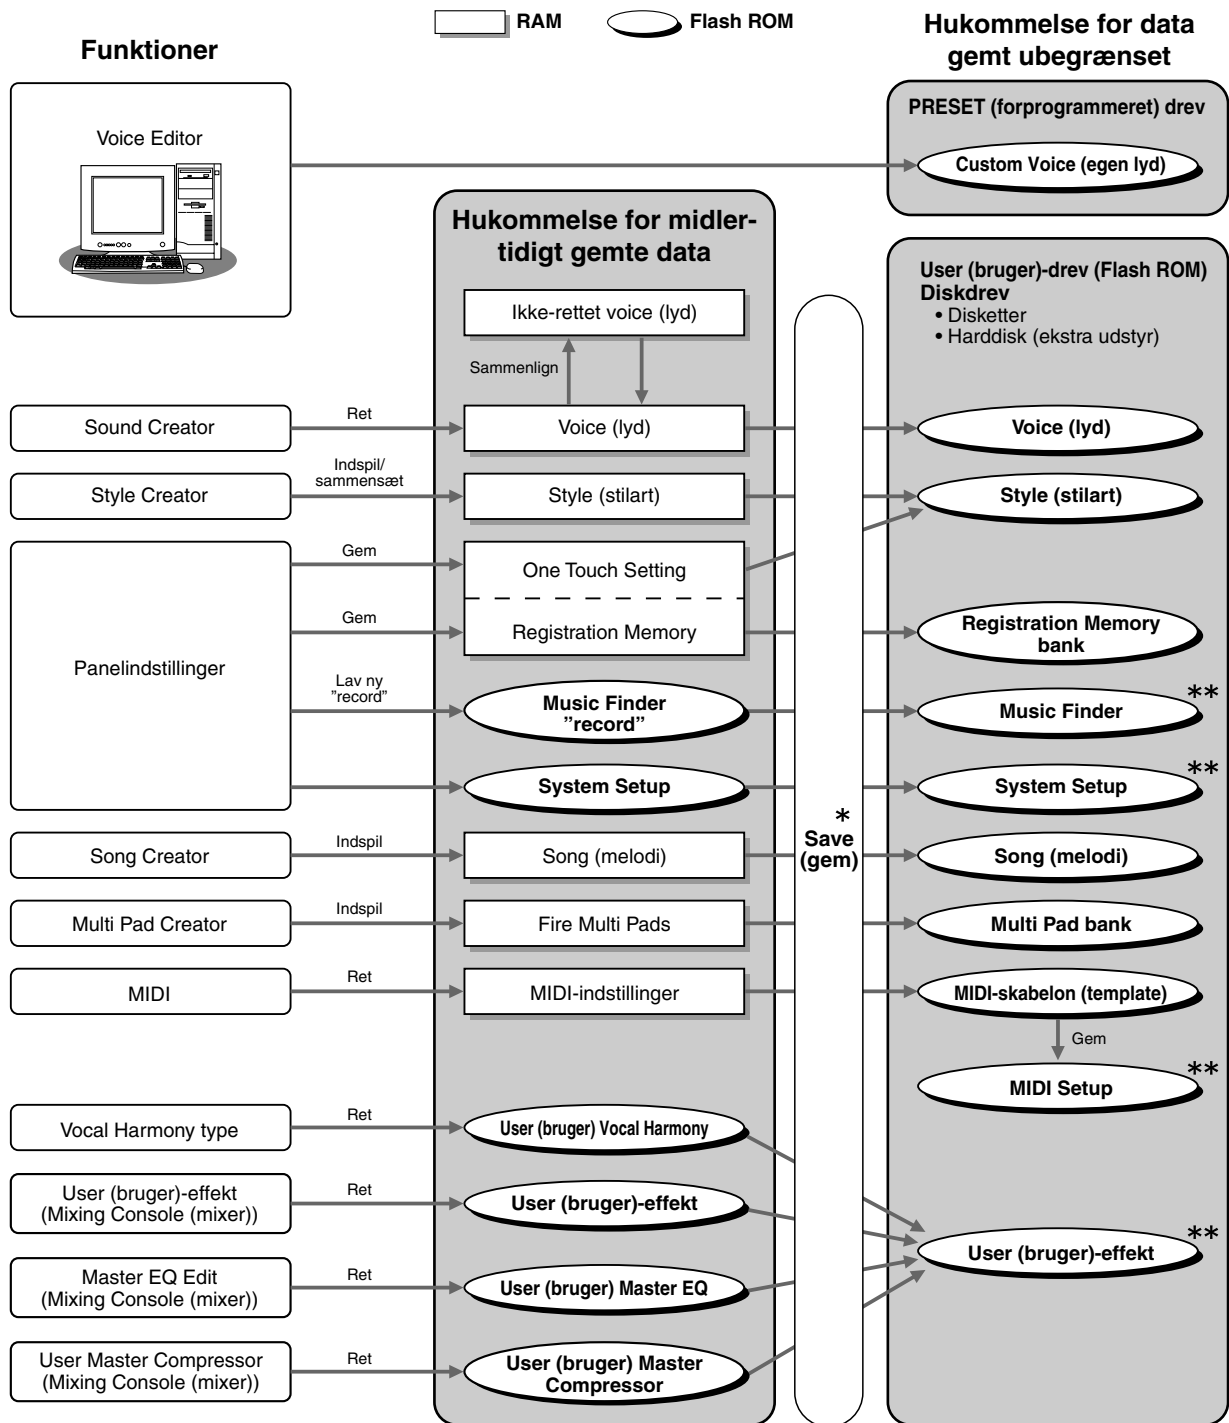 RAM
Flash ROM
Funktioner
Hukommelse for data
gemt ubegrænset
Voice Editor
PRESET (forprogrammeret) drev
Custom Voice (egen lyd)
Hukommelse for midler-
tidigt gemte data
User (bruger)-drev (Flash ROM)
Diskdrev
• Disketter
• Harddisk (ekstra udstyr)
Ikke-rettet voice (lyd)
Sammenlign
Sound Creator
Ret
Voice (lyd)
Voice (lyd)
Style Creator
Indspil/
sammensæt
Style (stilart)
Style (stilart)
Panelindstillinger
Gem
One Touch Setting
Gem
Registration Memory
Registration Memory
bank
Lav ny
”record”
Music Finder
”record”
Music Finder
**
System Setup
System Setup
**
*
Save
(gem)
Song Creator
Indspil
Song (melodi)
Song (melodi)
Multi Pad Creator
Indspil
Fire Multi Pads
Multi Pad bank
MIDI
Ret
MIDI-indstillinger
MIDI-skabelon (template)
Gem
MIDI Setup
**
Vocal Harmony type
Ret
User (bruger) Vocal Harmony
User (bruger)-effekt
(Mixing Console (mixer))
Ret
User (bruger)-effekt
User (bruger)-effekt
**
Master EQ Edit
(Mixing Console (mixer))
Ret
User (bruger) Master EQ
User Master Compressor
(Mixing Console (mixer))
Ret
User (bruger) Master
Compressor